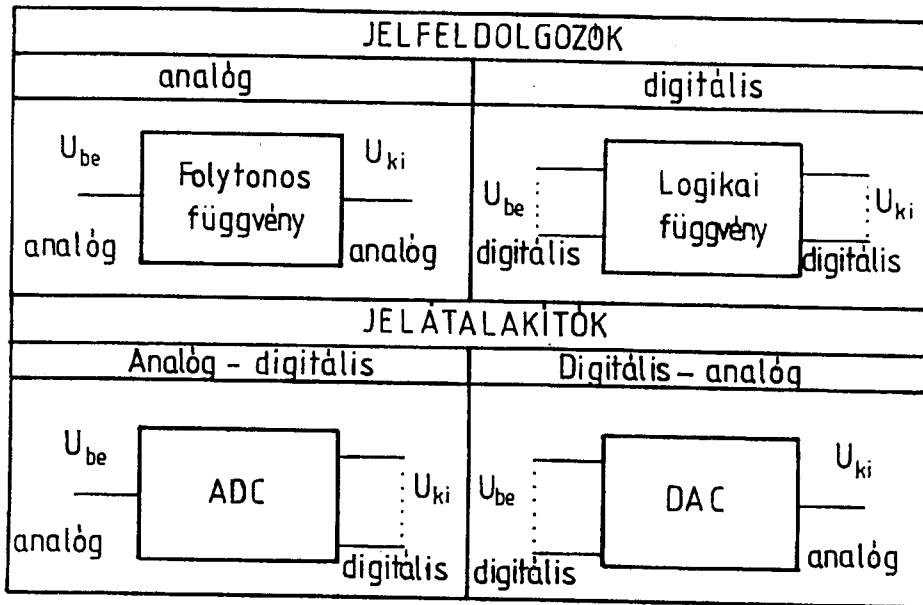 JELFELDOLGOZÓK
analóg
digitális
U_be
Folytonos
függvény
U_ki
analóg
analóg
U_be
digitális
Logikai
függvény
U_ki
digitális
JELÁTALAKÍTÓK
Analóg - digitális
Digitális - analóg
U_be
analóg
ADC
U_ki
digitális
U_be
digitális
DAC
U_ki
analóg